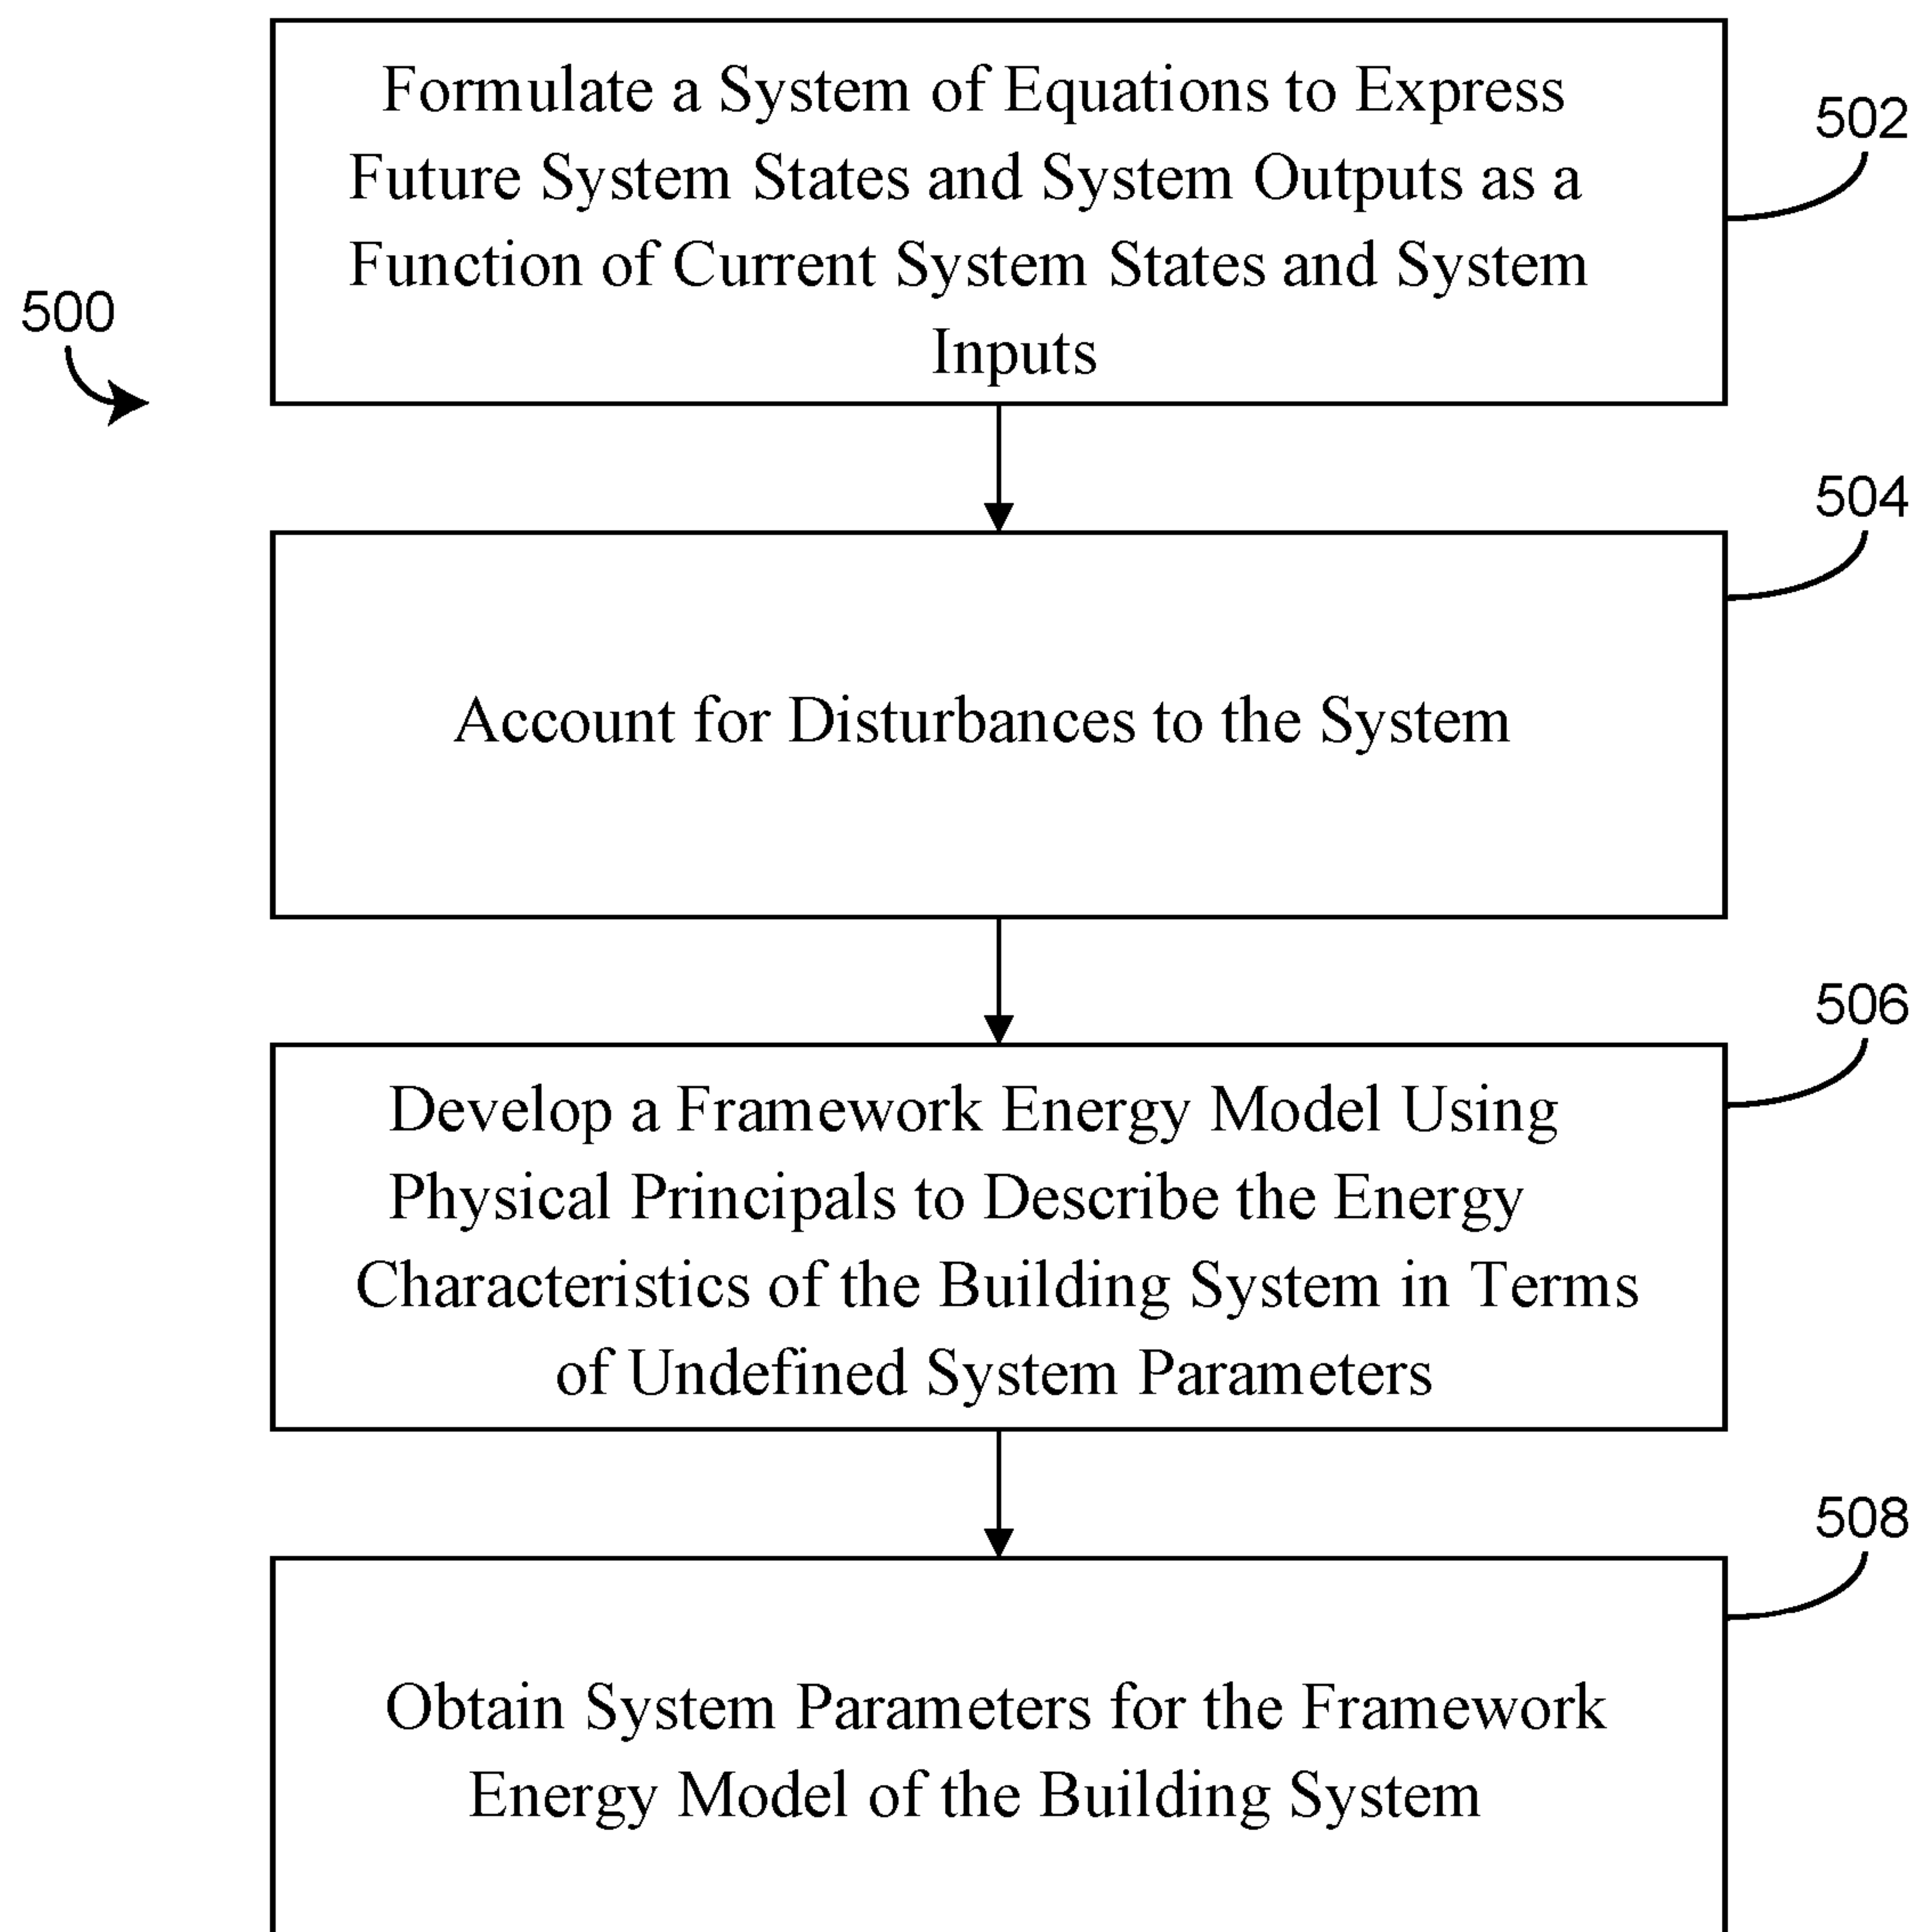 Formulate a System of Equations to Express
Future System States and System Outputs as a
Function of Current System States and System
Inputs
502
500
504
Account for Disturbances to the System
506
Develop a Framework Energy Model Using
Physical Principals to Describe the Energy
Characteristics of the Building System in Terms
of Undefined System Parameters
508
Obtain System Parameters for the Framework
Energy Model of the Building System